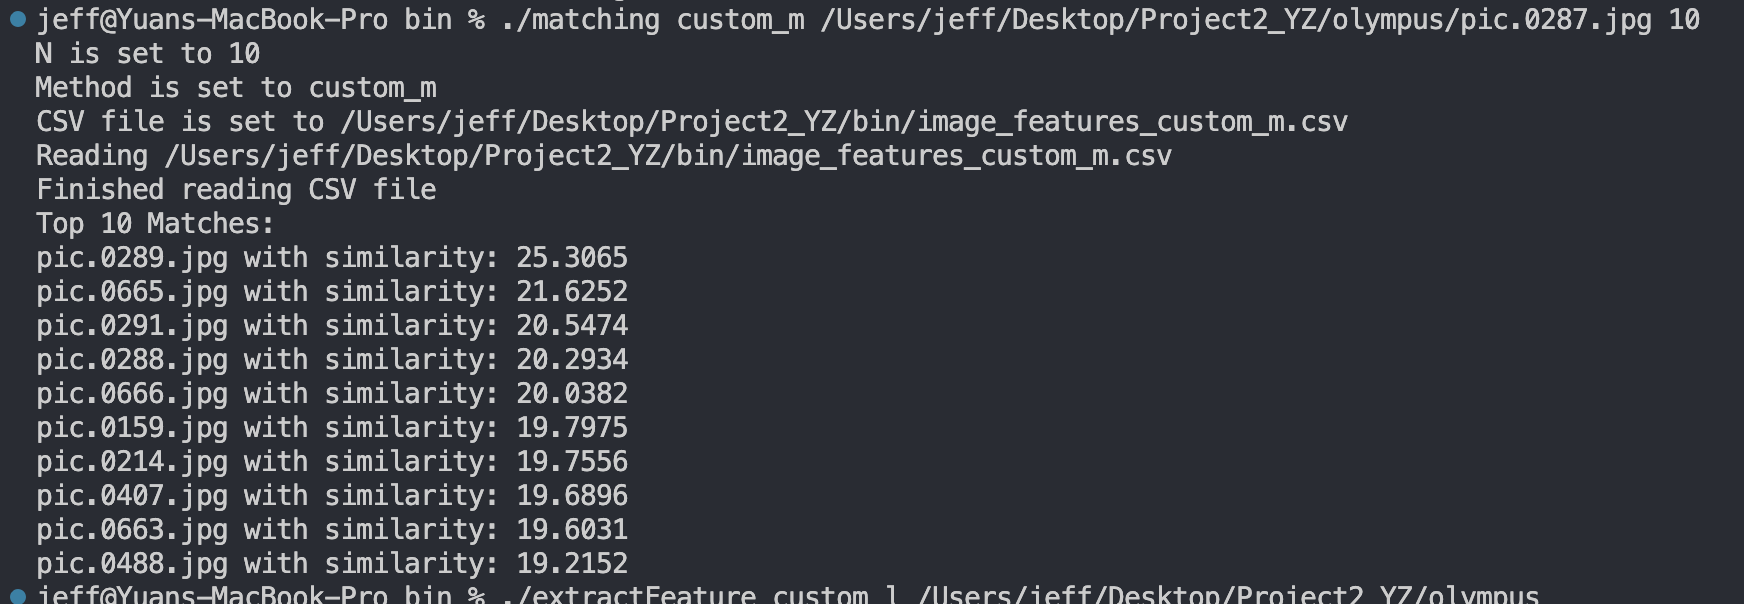 jeff@Yuans-MacBook-Pro bin % ./matching custom_m /Users/jeff/Desktop/Project2_YZ/olympus/pic.0287.jpg 10
N is set to 10
Method is set to custom_m
CSV file is set to /Users/jeff/Desktop/Project2_YZ/bin/image_features_custom_m.csv
Reading /Users/jeff/Desktop/Project2_YZ/bin/image_features_custom_m.csv
Finished reading CSV file
Top 10 Matches:
pic.0289.jpg with similarity: 25.3065
pic.0665.jpg with similarity: 21.6252
pic.0291.jpg with similarity: 20.5474
pic.0288.jpg with similarity: 20.2934
pic.0666.jpg with similarity: 20.0382
pic.0159.jpg with similarity: 19.7975
pic.0214.jpg with similarity: 19.7556
pic.0407.jpg with similarity: 19.6896
pic.0663.jpg with similarity: 19.6031
pic.0488.jpg with similarity: 19.2152
jeff@Yuans-MacBook-Pro bin % ./extractFeature custom_l /Users/jeff/Desktop/Project2_YZ/olympus